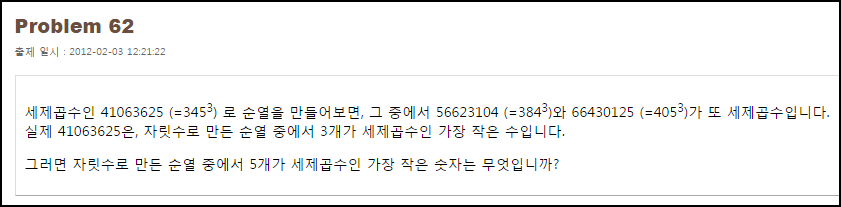 Problem 62
출제 일시 : 2012-02-03 12:21:22
세제곱수인 41063625 (=345³) 로 순열을 만들어보면, 그 중에서 56623104 (=384³)와 66430125 (=405³)가 또 세제곱수입니다.
실제 41063625은, 자릿수로 만든 순열 중에서 3개가 세제곱수인 가장 작은 수입니다.
그러면 자릿수로 만든 순열 중에서 5개가 세제곱수인 가장 작은 숫자는 무엇입니까?